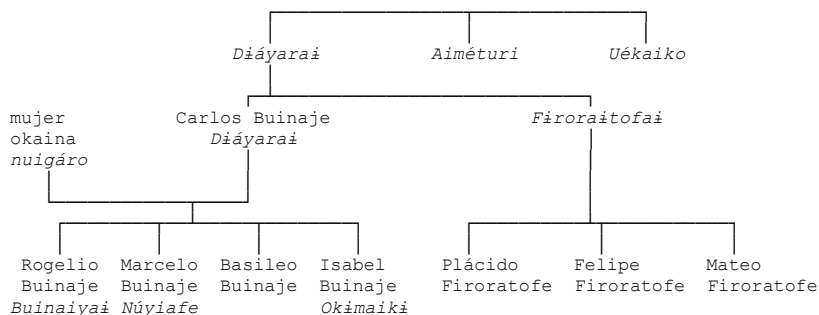 Dɨáyaraɨ Aiméturi Uékaiko
mujer Carlos Buinaje Fɨroraɨtofaɨ
okaina Dɨáyaraɨ
nuigáro
Rogelio Marcelo Basileo Isabel Plácido Felipe Mateo
Buinaje Buinaje Buinaje Buinaje Firoratofe Firoratofe Firoratofe
Buinaiyaɨ Núyiafe Okɨmaikɨ